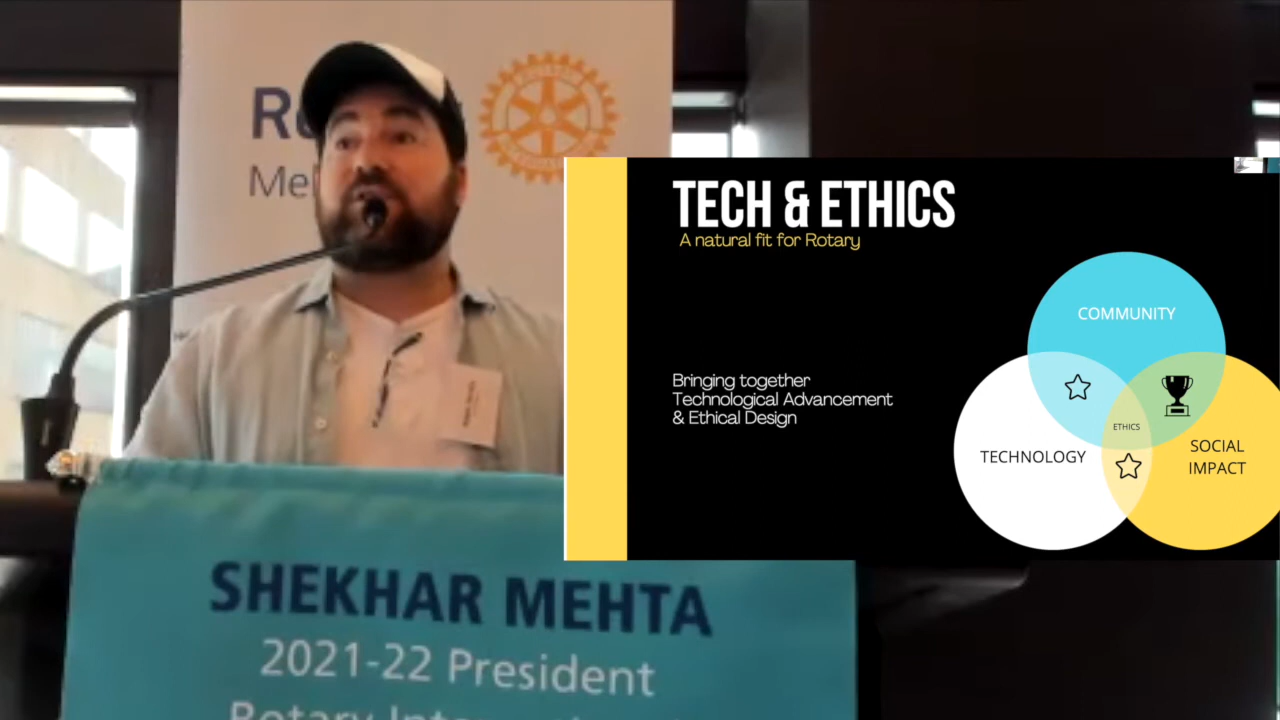 TECH & ETHICS
A natural fit for Rotary
Bringing together
Technological Advancement
& Ethical Design
COMMUNITY
ETHICS
TECHNOLOGY
SOCIAL
IMPACT
SHEKHAR MEHTA
2021-22 President
Rotary